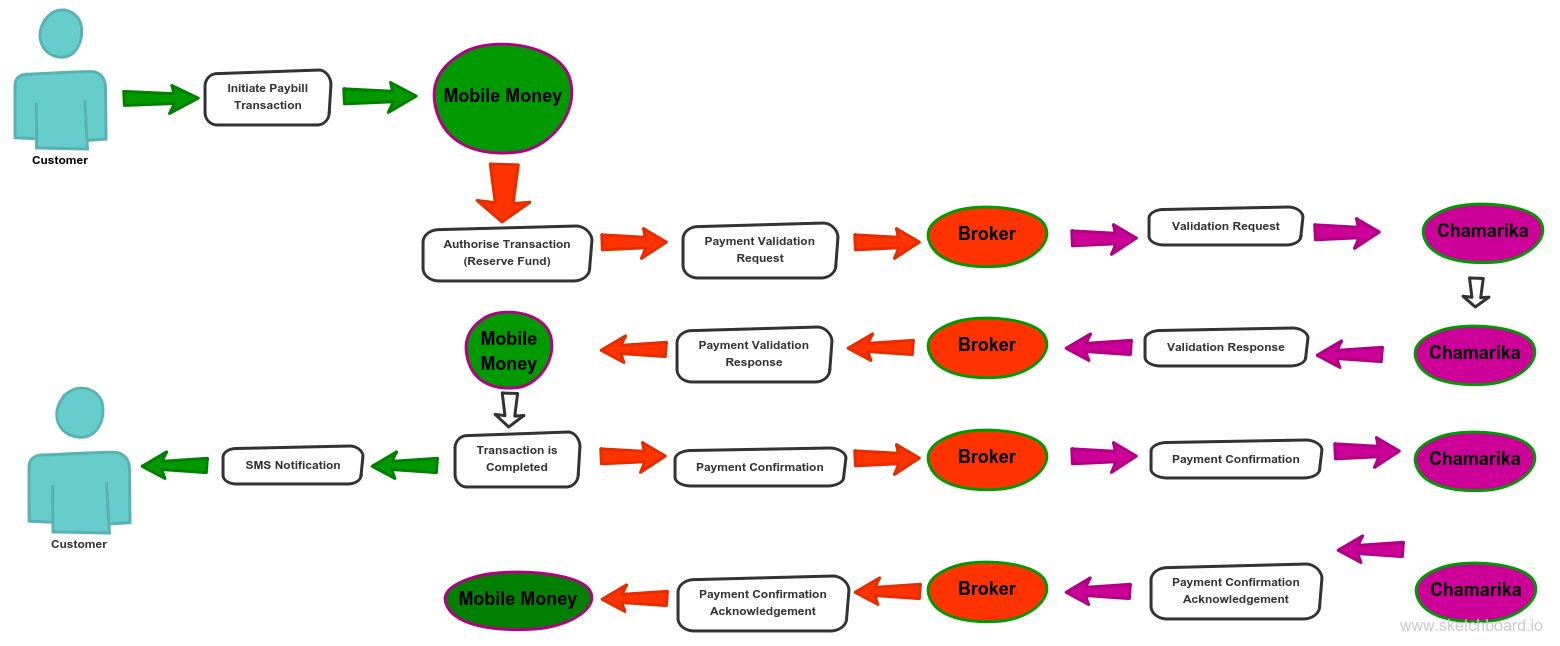 Initiate Paybill
Transaction
Mobile Money
Customer
Authorise Transaction
(Reserve Fund)
Payment Validation
Request
Broker
Validation Request
Chamarika
Mobile
Money
Payment Validation
Response
Broker
Validation Response
Chamarika
SMS Notification
Transaction is
Completed
Payment Confirmation
Broker
Payment Confirmation
Chamarika
Customer
Mobile Money
Payment Confirmation
Acknowledgement
Broker
Payment Confirmation
Acknowledgement
Chamarika
www.sketchboard.io